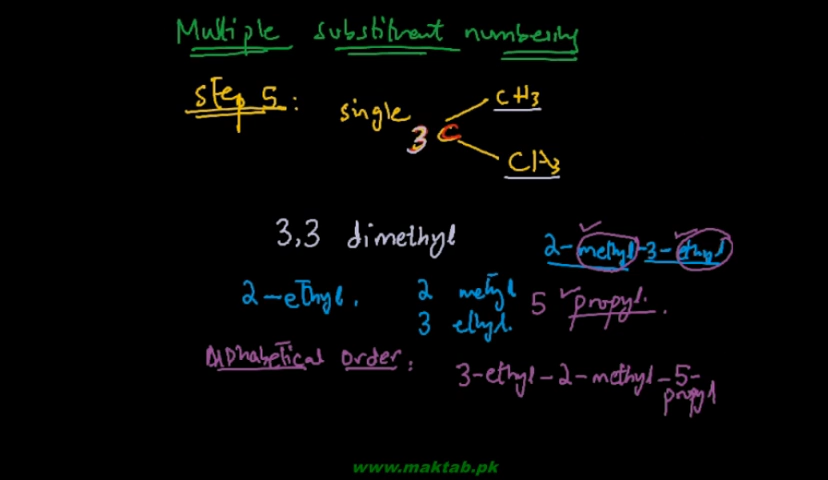 Multiple substituent numbering
step 5: single 3 C CH3
CH3
3,3 dimethyl
2-methyl-3-ethyl
2-ethyl. 2 methyl 5 propyl.
3 ethyl.
Alphabetical Order:
3-ethyl-2-methyl-5-
propyl
www.maktab.pk